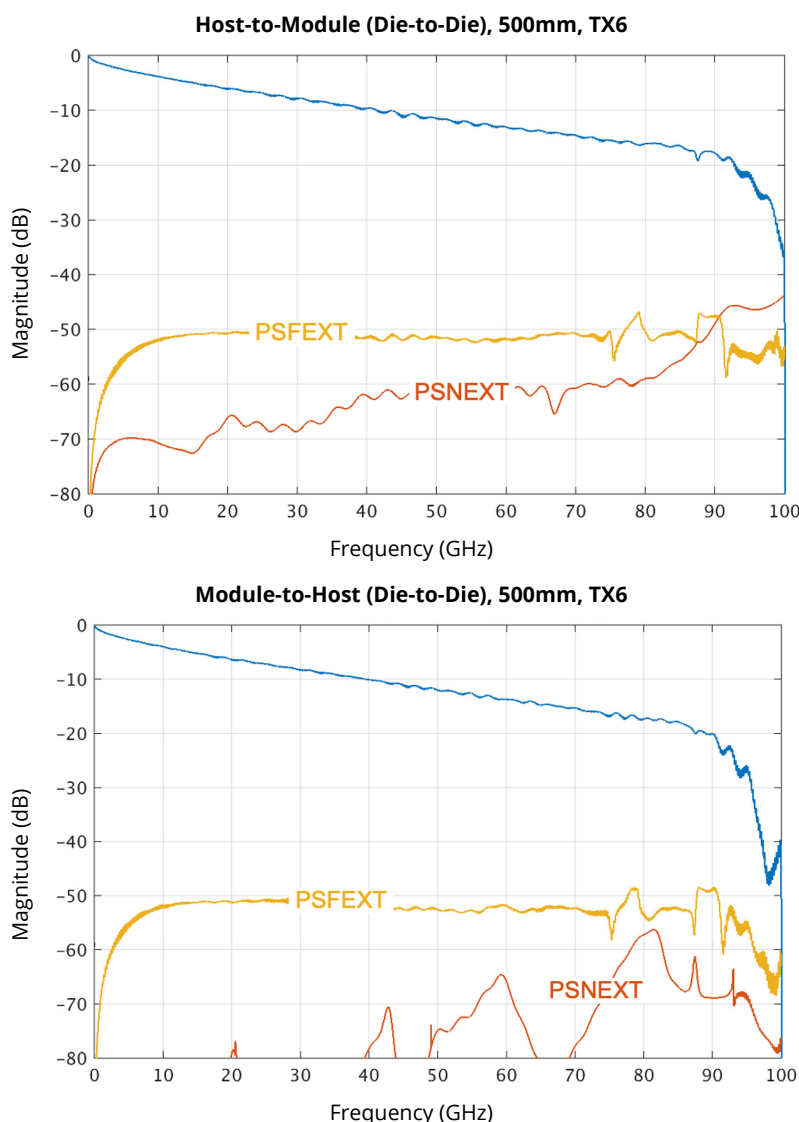 Host-to-Module (Die-to-Die), 500mm, TX6
0
−10
−20
−30
−40
−50
−60
−70
−80
Magnitude (dB)
PSFEXT
PSNEXT
0 10 20 30 40 50 60 70 80 90 100
Frequency (GHz)
Module-to-Host (Die-to-Die), 500mm, TX6
0
−10
−20
−30
−40
−50
−60
−70
−80
Magnitude (dB)
PSFEXT
PSNEXT
0 10 20 30 40 50 60 70 80 90 100
Frequency (GHz)